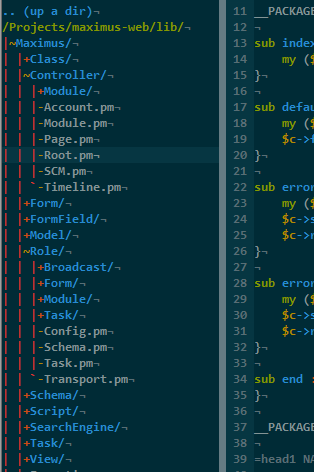 .. (up a dir)¬
/Projects/maximus-web/lib/¬
|~Maximus/¬
| |+Class/¬
| |~Controller/¬
| | |+Module/¬
| | |-Account.pm¬
| | |-Module.pm¬
| | |-Page.pm¬
| | |-Root.pm¬
| | |-SCM.pm¬
| | `-Timeline.pm¬
| |+Form/¬
| |+FormField/¬
| |+Model/¬
| |~Role/¬
| | |+Broadcast/¬
| | |+Form/¬
| | |+Module/¬
| | |+Task/¬
| | |-Config.pm¬
| | |-Schema.pm¬
| | |-Task.pm¬
| | `-Transport.pm¬
| |+Schema/¬
| |+Script/¬
| |+SearchEngine/¬
| |+Task/¬
| |+View/¬
11 __PACKAG
12
13 sub index
14 my ($
15 }¬
16
17 sub defau
18 my ($
19 $c->f
20 }¬
21
22 sub error
23 my ($
24 $c->s
25 $c->r
26 }¬
27
28 sub error
29 my ($
30 $c->s
31 $c->r
32 }¬
33
34 sub end :
35 }¬
36
37 __PACKAG
38
39 =head1 NA